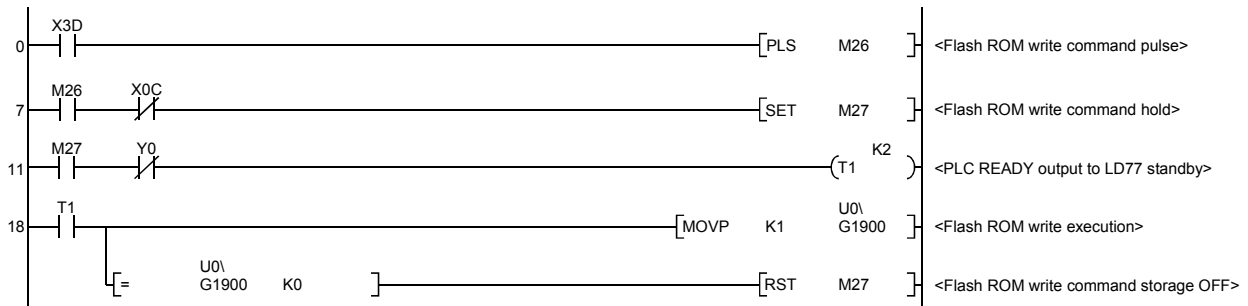 X3D
0 [PLS M26 ] <Flash ROM write command pulse>
M26 X0C
7 [SET M27 ] <Flash ROM write command hold>
M27 Y0 K2
11 (T1 ) <PLC READY output to LD77 standby>
T1 U0\
18 [MOVP K1 G1900 ] <Flash ROM write execution>
U0\
[= G1900 K0 ] [RST M27 ] <Flash ROM write command storage OFF>